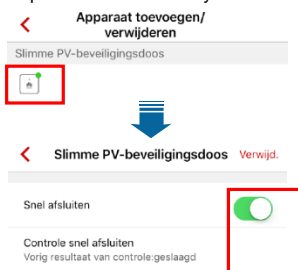 Apparaat toevoegen/
verwijderen
Slimme PV-beveiligingsdoos
Slimme PV-beveiligingsdoos Verwijd.
Snel afsluiten
Controle snel afsluiten
Vorig resultaat van controle:geslaagd